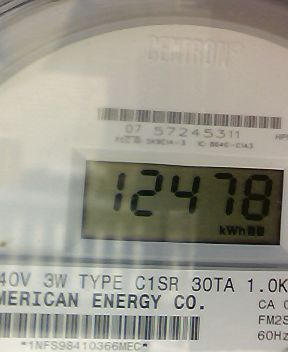 CENTRON®
07 57245311
12478
kWh
40V 3W TYPE C1SR 30TA 1.0K
MERICAN ENERGY CO.
CA 0
FM2S
60Hz
*1NFS98410366MEC*